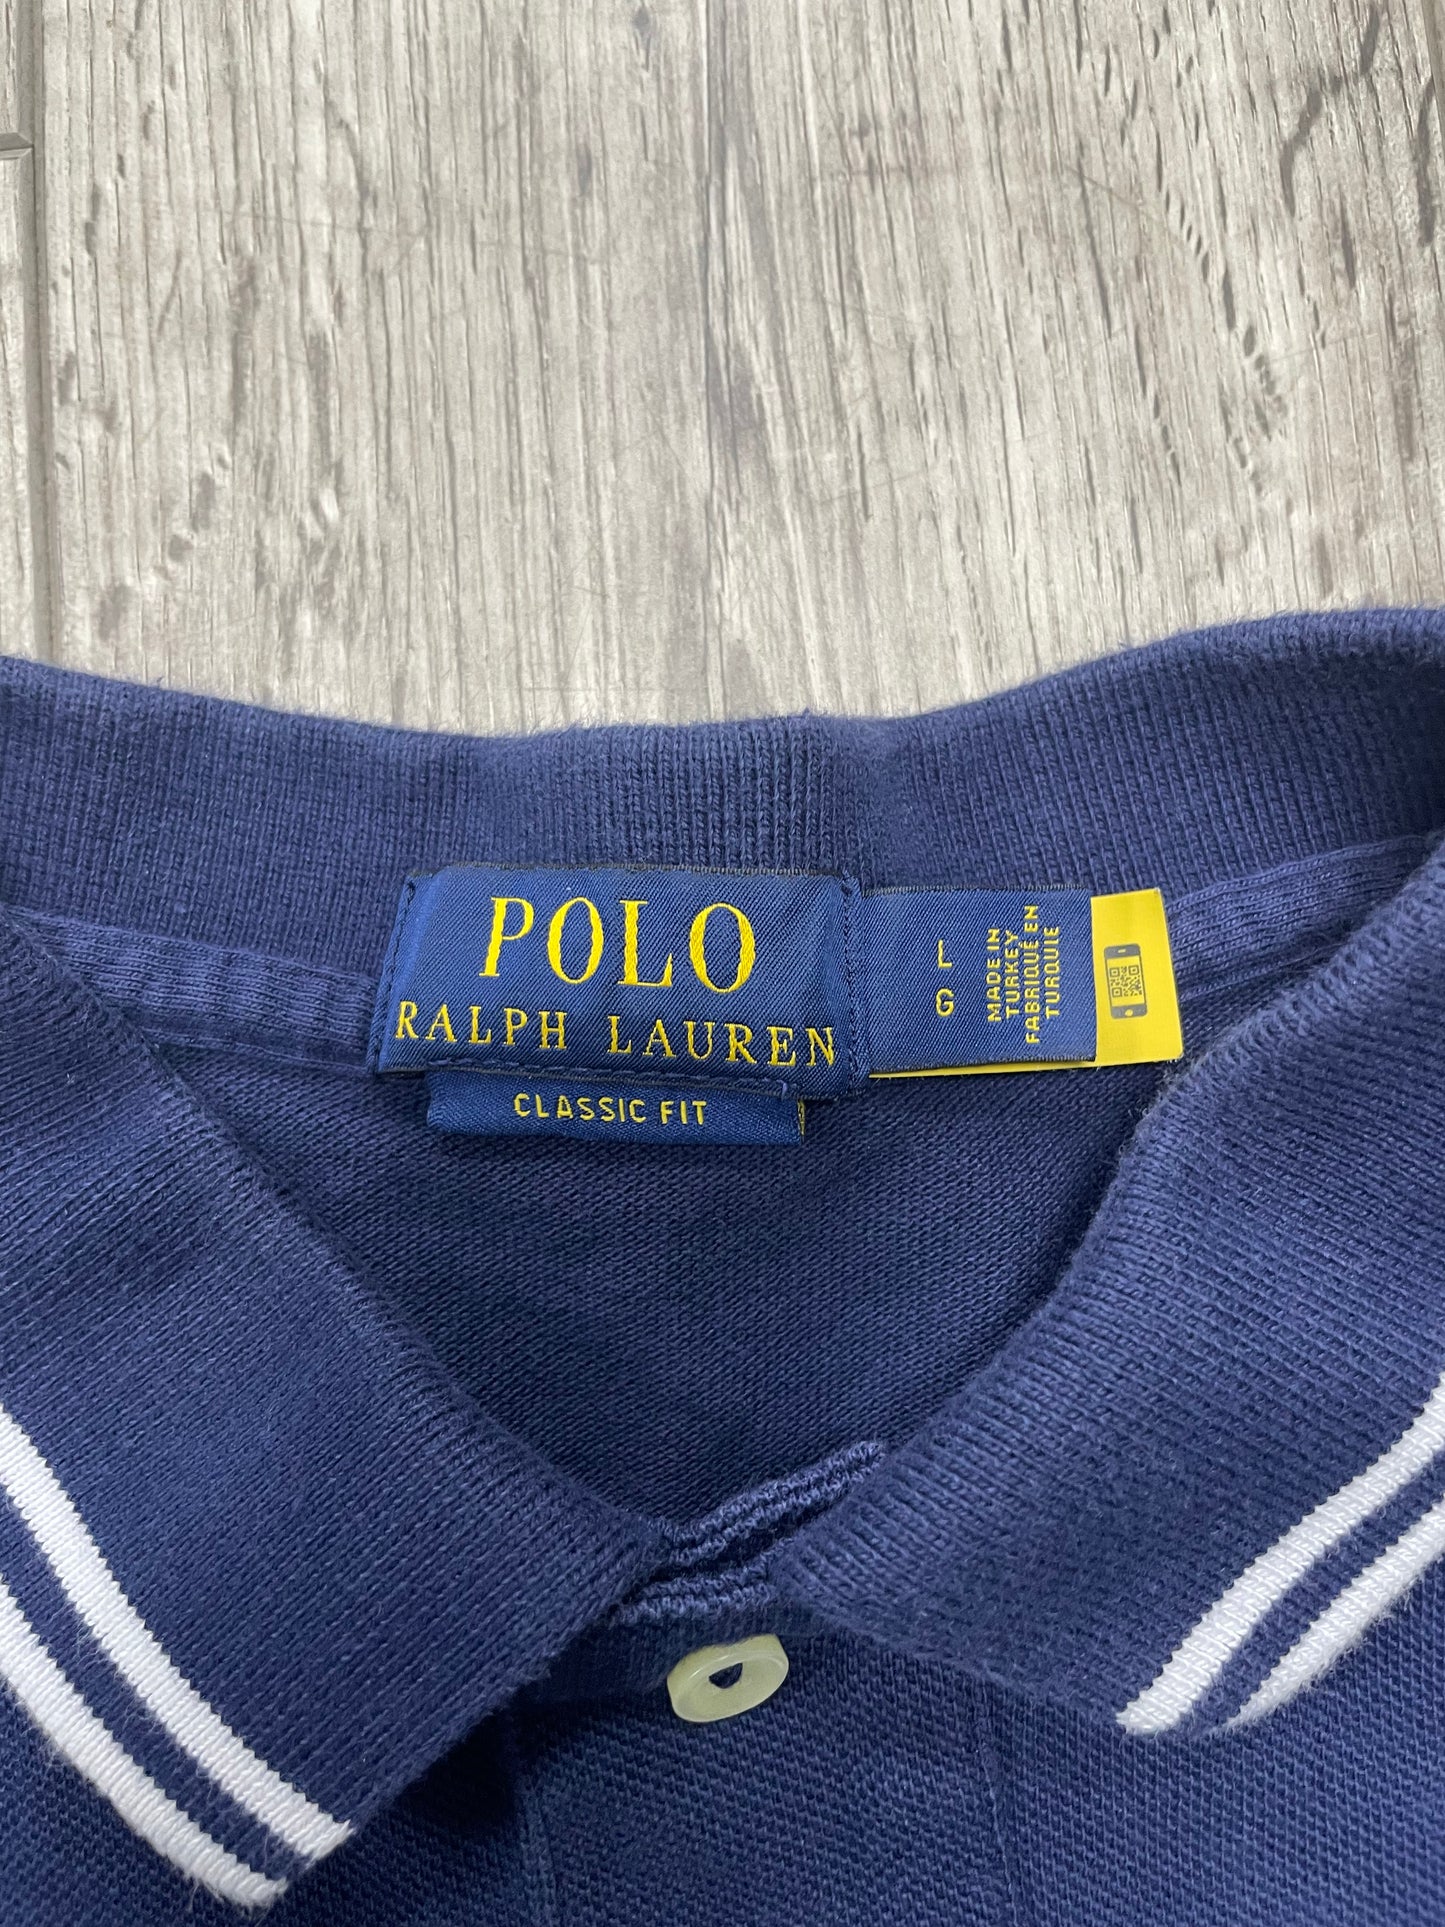 POLO
RALPH LAUREN
CLASSIC FIT
L
G
MADE IN
TURKEY
FABRIQUÉ EN
TURQUIE